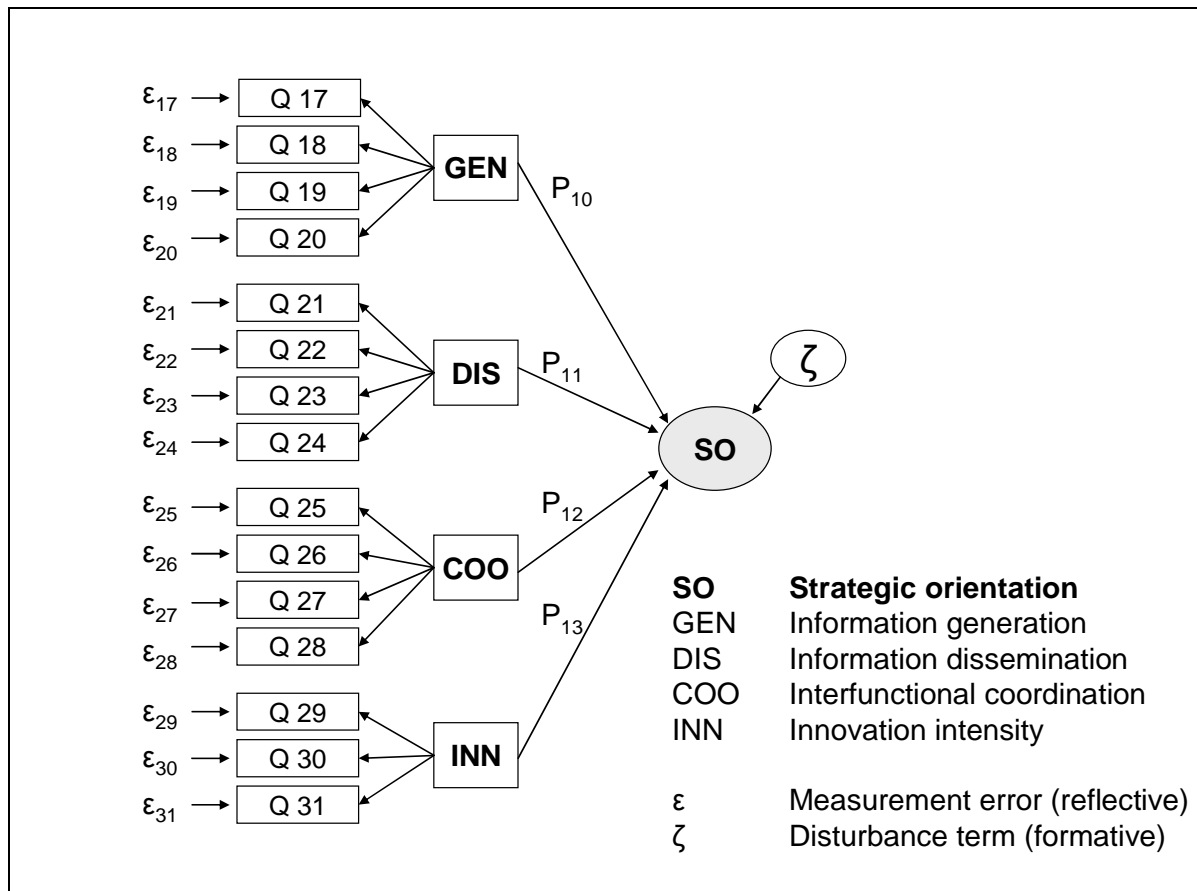 ε17 Q 17
ε18 Q 18
ε19 Q 19
ε20 Q 20
GEN
P10
ε21 Q 21
ε22 Q 22
ε23 Q 23
ε24 Q 24
DIS
P11
ζ
SO
ε25 Q 25
ε26 Q 26
ε27 Q 27
ε28 Q 28
COO
P12
P13
ε29 Q 29
ε30 Q 30
ε31 Q 31
INN
SO Strategic orientation
GEN Information generation
DIS Information dissemination
COO Interfunctional coordination
INN Innovation intensity
ε Measurement error (reflective)
ζ Disturbance term (formative)